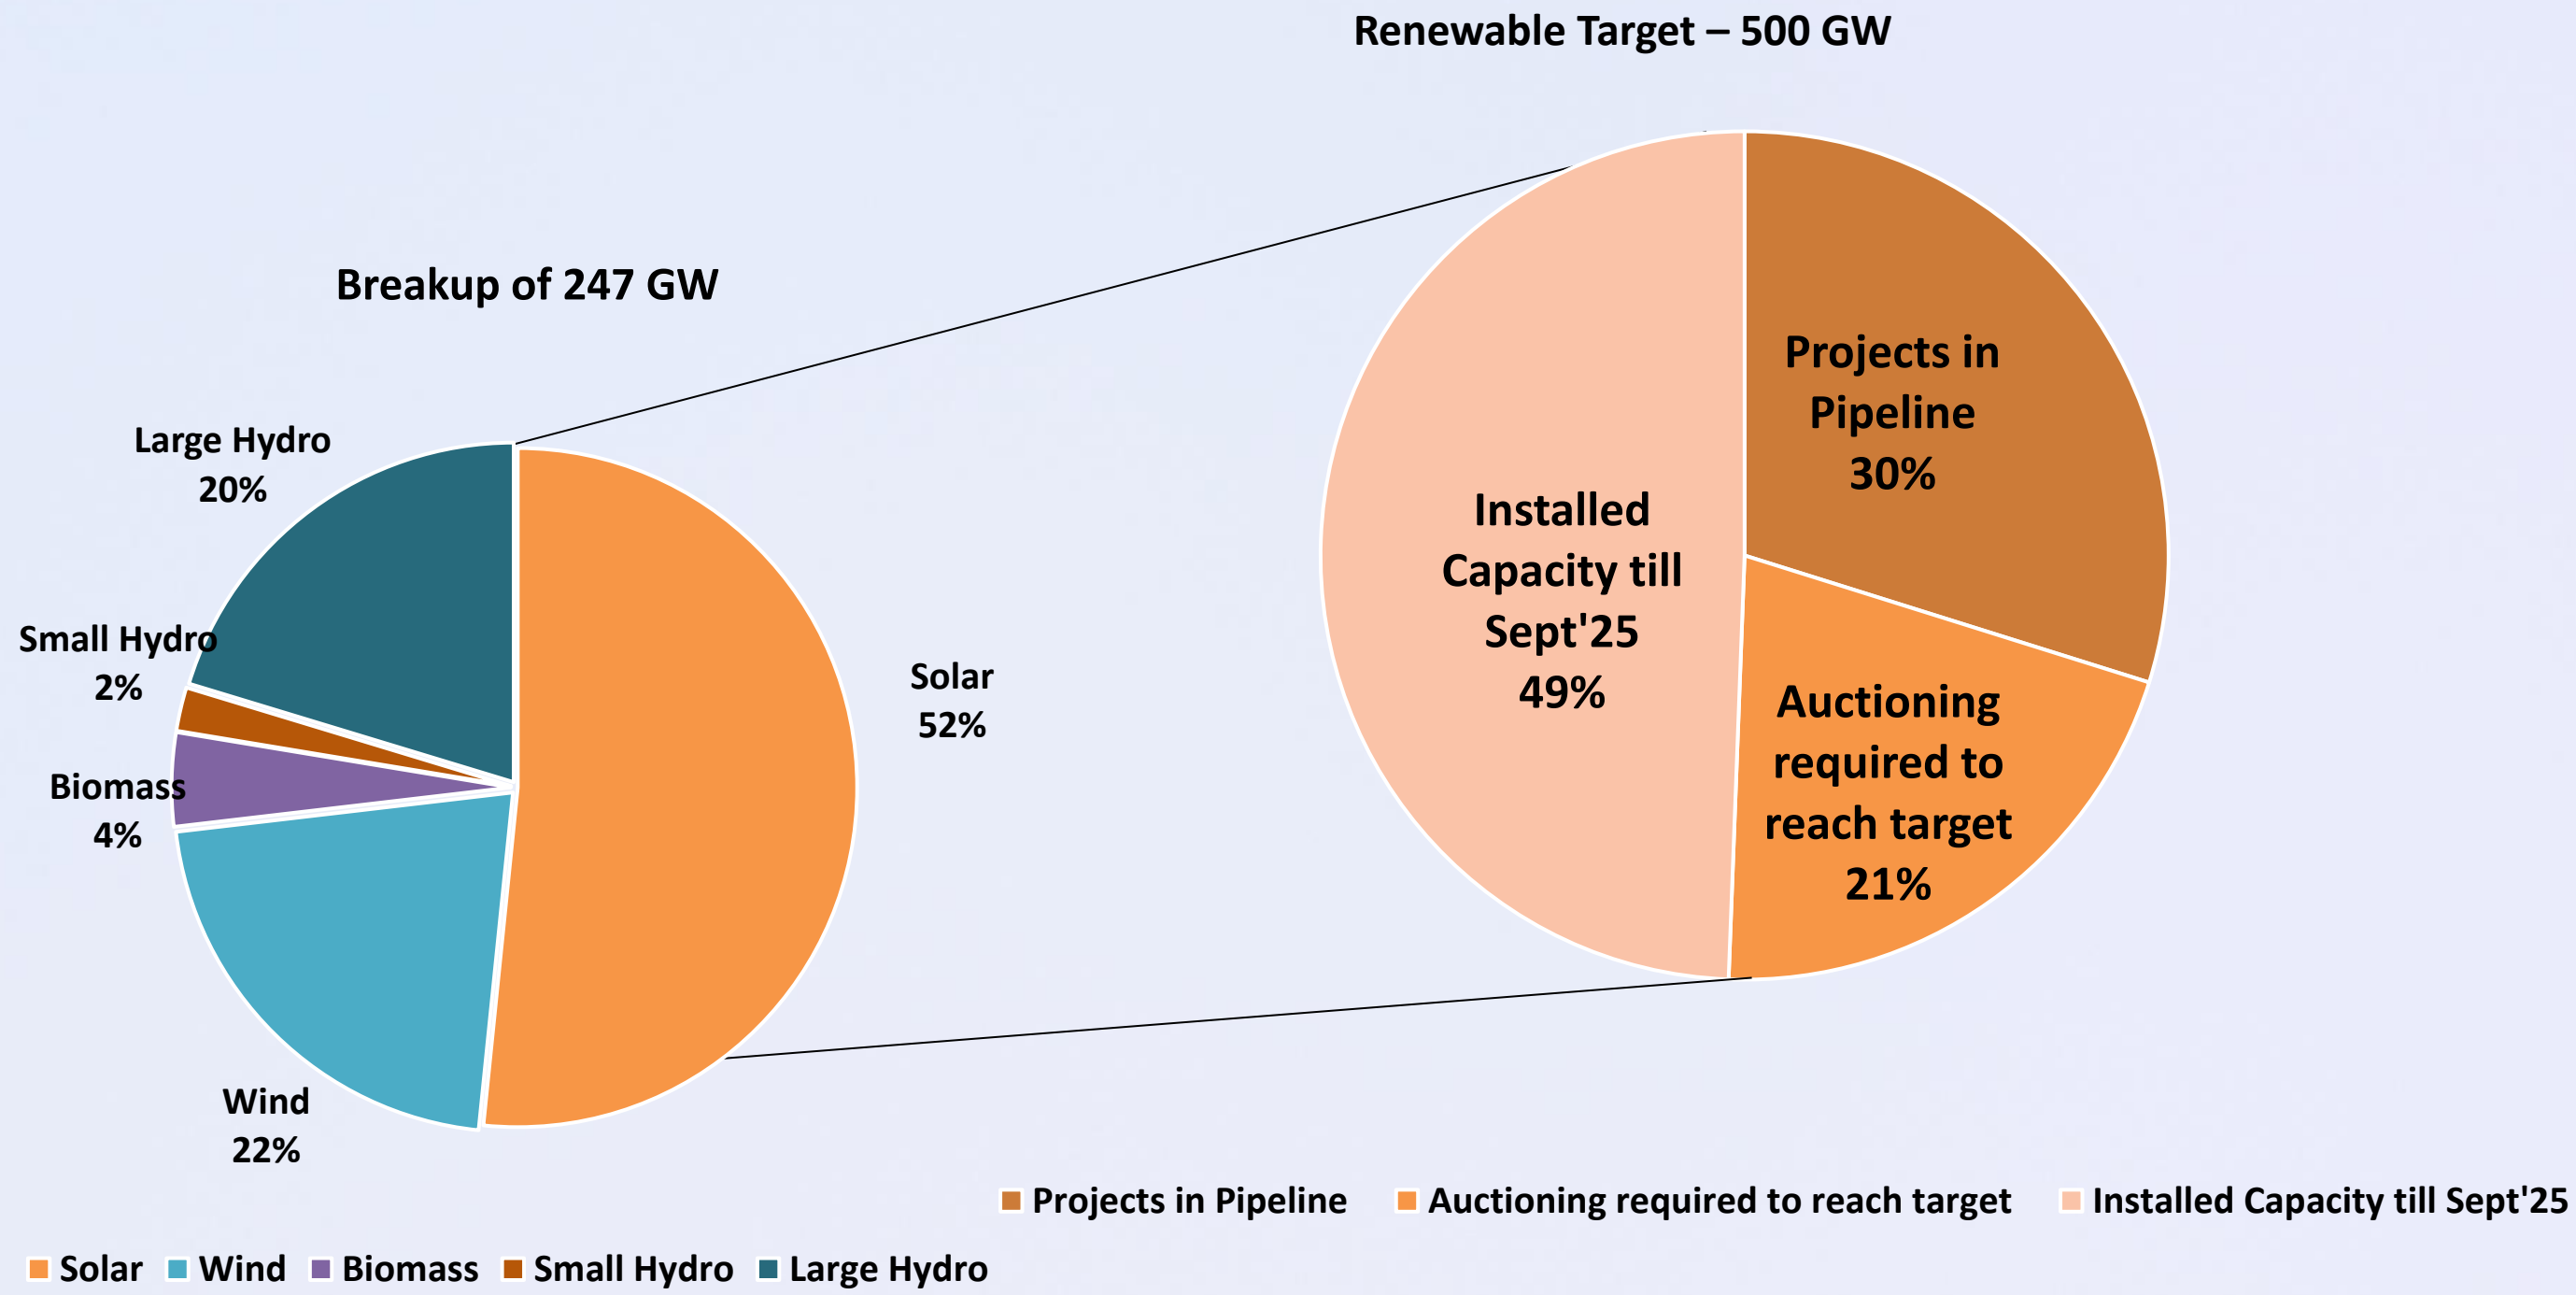 Renewable Target – 500 GW
Breakup of 247 GW
Large Hydro
20%
Small Hydro
2%
Biomass
4%
Wind
22%
Solar
52%
Projects in
Pipeline
30%
Installed
Capacity till
Sept'25
49%
Auctioning
required to
reach target
21%
Projects in Pipeline
Auctioning required to reach target
Installed Capacity till Sept'25
Solar
Wind
Biomass
Small Hydro
Large Hydro